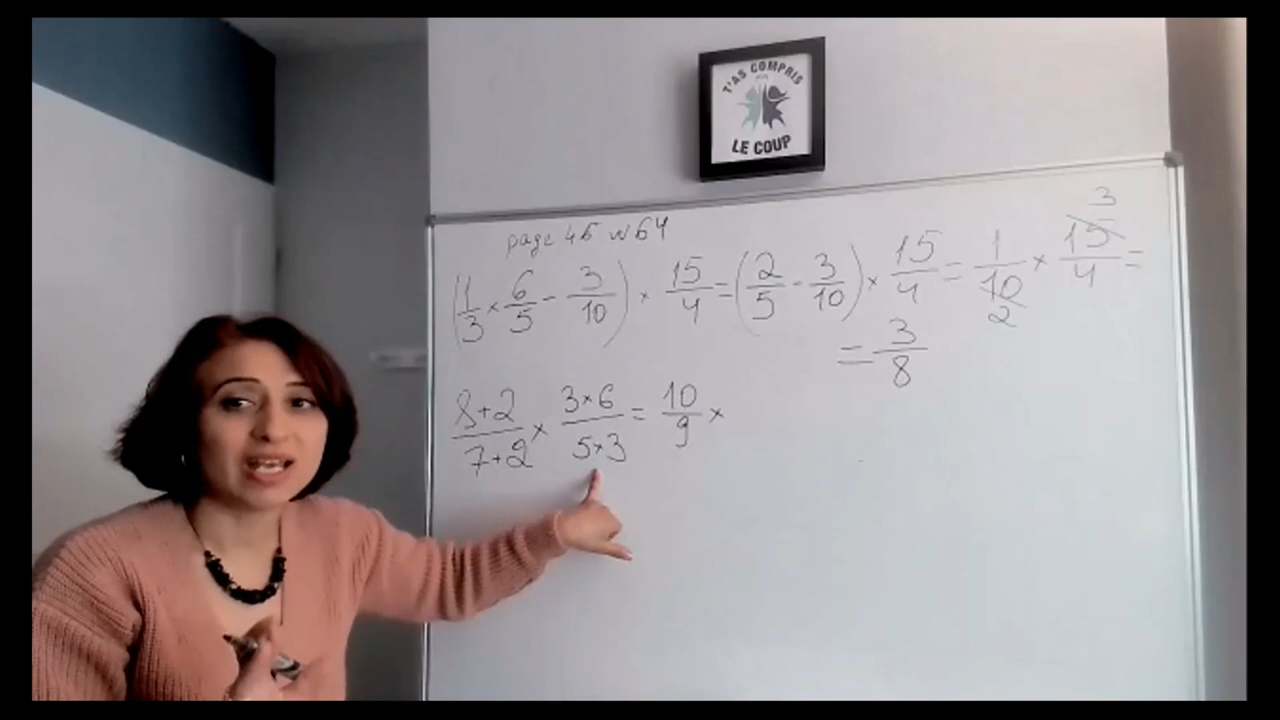 T'AS COMPRIS
LE COUP
page 46 N 64
(1/3 × 6/5 - 3/10) × 15/4 = (2/5 - 3/10) × 15/4 = 1/10 2 × 15/4 3 =
= 3/8
8+2/7+2 × 3×6/5×3 = 10/9 ×